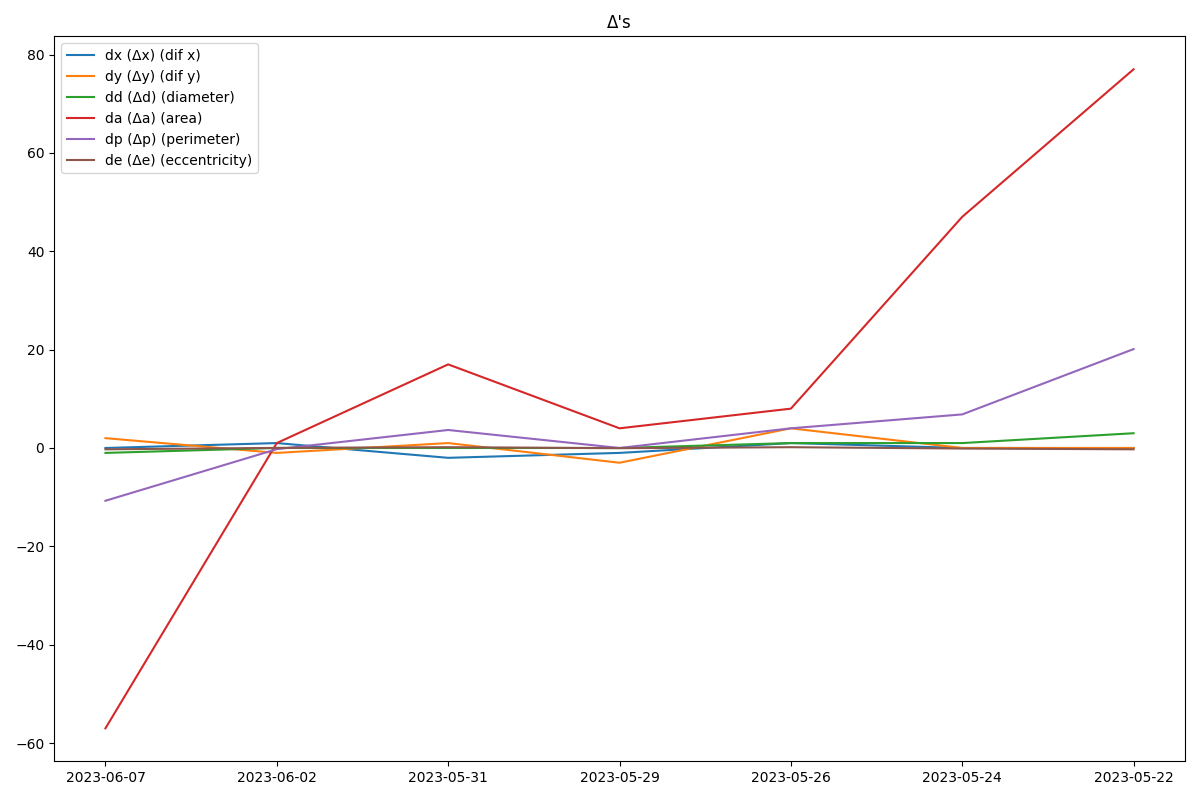 Δ's
dx (Δx) (dif x)
dy (Δy) (dif y)
dd (Δd) (diameter)
da (Δa) (area)
dp (Δp) (perimeter)
de (Δe) (eccentricity)
80
60
40
20
0
−20
−40
−60
2023-06-07 2023-06-02 2023-05-31 2023-05-29 2023-05-26 2023-05-24 2023-05-22